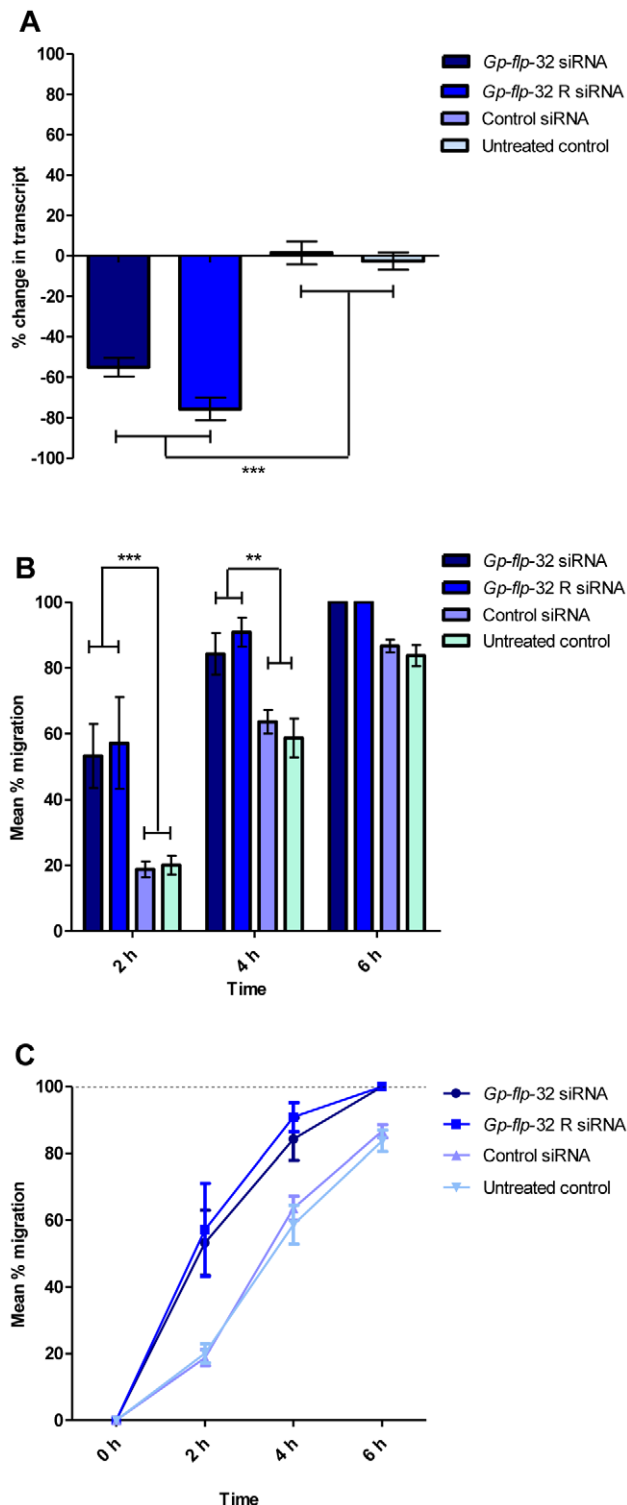 A
100
80
60
40
20
0
-20
-40
-60
-80
-100
% change in transcript
***
Gp-flp-32 siRNA
Gp-flp-32 R siRNA
Control siRNA
Untreated control
B
*** **
100
80
60
40
20
0
Mean % migration
2 h 4 h 6 h
Time
Gp-flp-32 siRNA
Gp-flp-32 R siRNA
Control siRNA
Untreated control
C
100
80
60
40
20
0
Mean % migration
0 h 2 h 4 h 6 h
Time
Gp-flp-32 siRNA
Gp-flp-32 R siRNA
Control siRNA
Untreated control